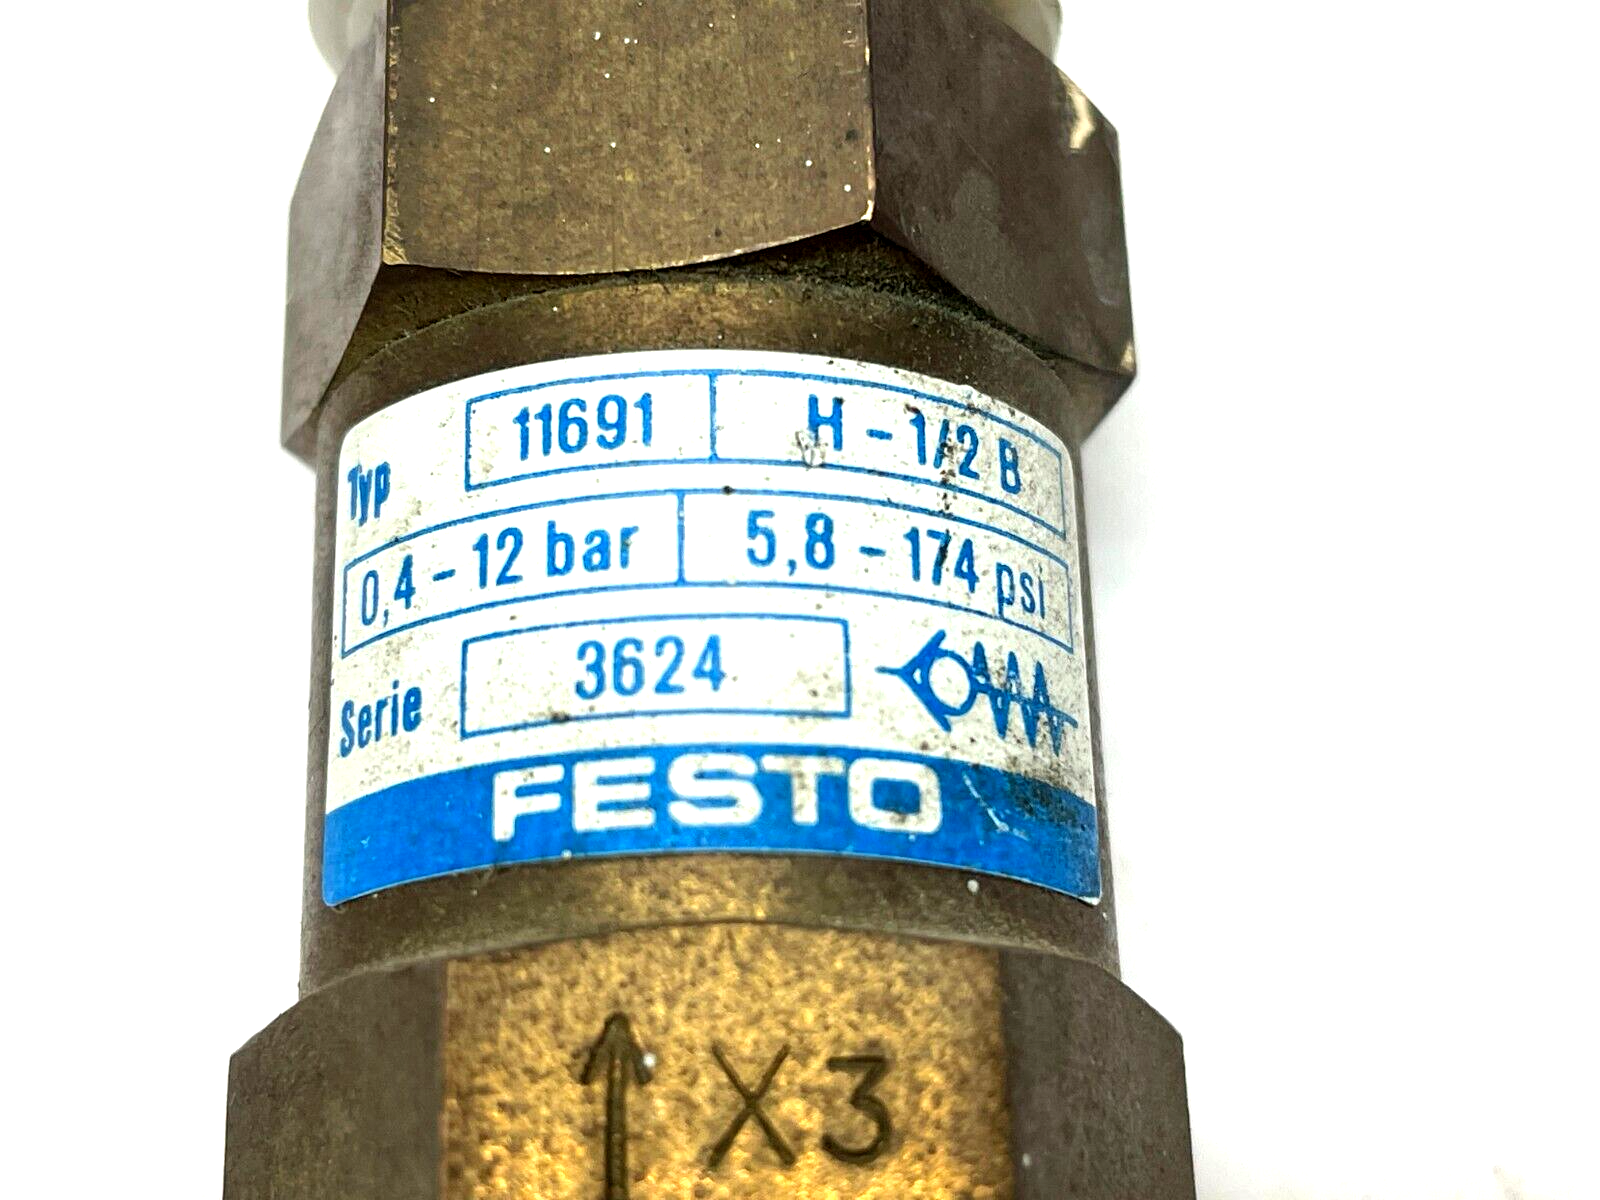 Typ 11691 H - 1/2 B
0,4 - 12 bar 5,8 - 174 psi
Serie 3624
FESTO
X3